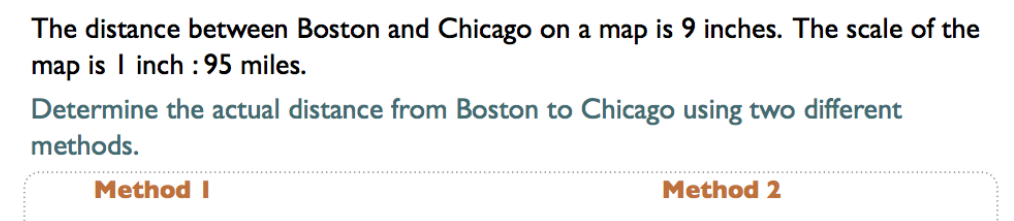 The distance between Boston and Chicago on a map is 9 inches. The scale of the
map is 1 inch : 95 miles.
Determine the actual distance from Boston to Chicago using two different
methods.
Method 1
Method 2